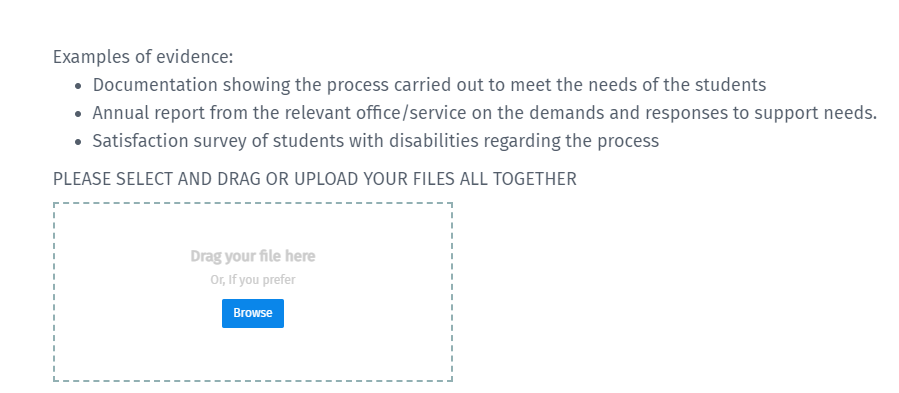 Examples of evidence:
• Documentation showing the process carried out to meet the needs of the students
• Annual report from the relevant office/service on the demands and responses to support needs.
• Satisfaction survey of students with disabilities regarding the process
PLEASE SELECT AND DRAG OR UPLOAD YOUR FILES ALL TOGETHER
Drag your file here
Or, If you prefer
Browse